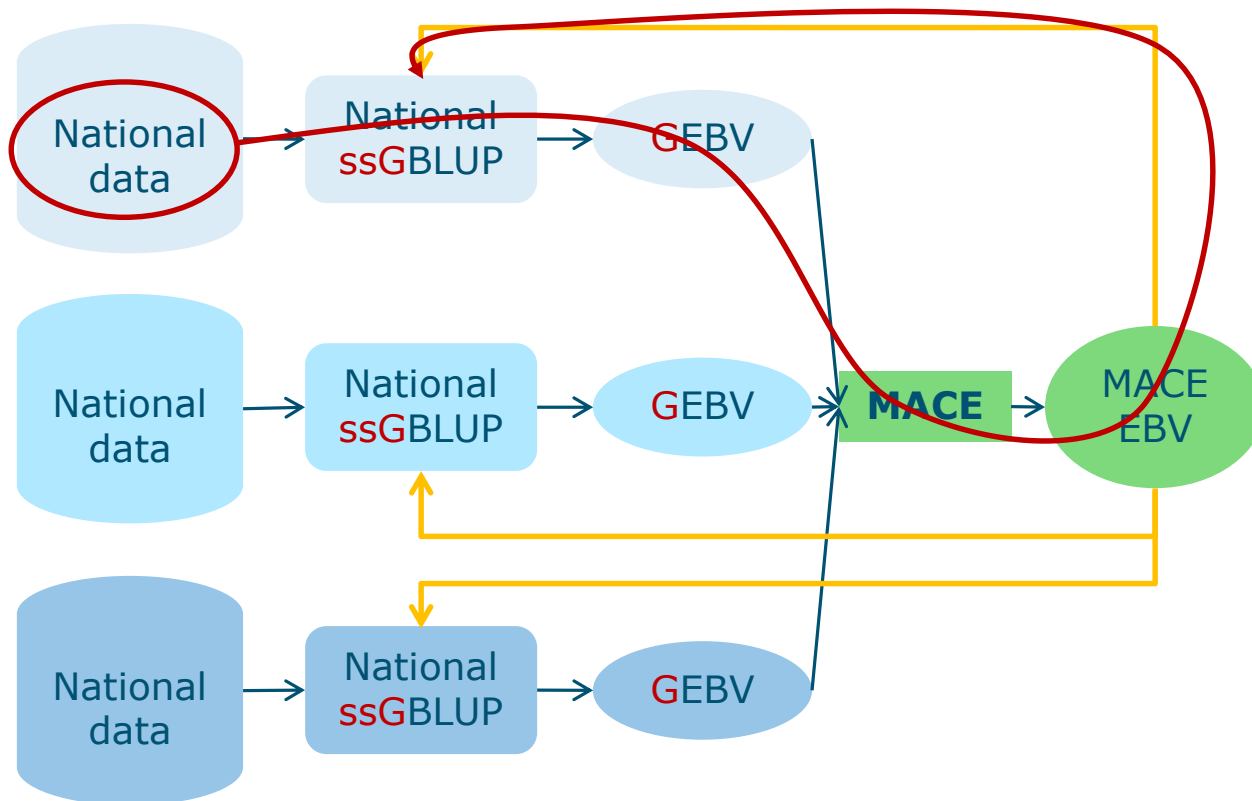 National
data
National
ssGBLUP
GEBV
National
data
National
ssGBLUP
GEBV
MACE
MACE
EBV
National
data
National
ssGBLUP
GEBV